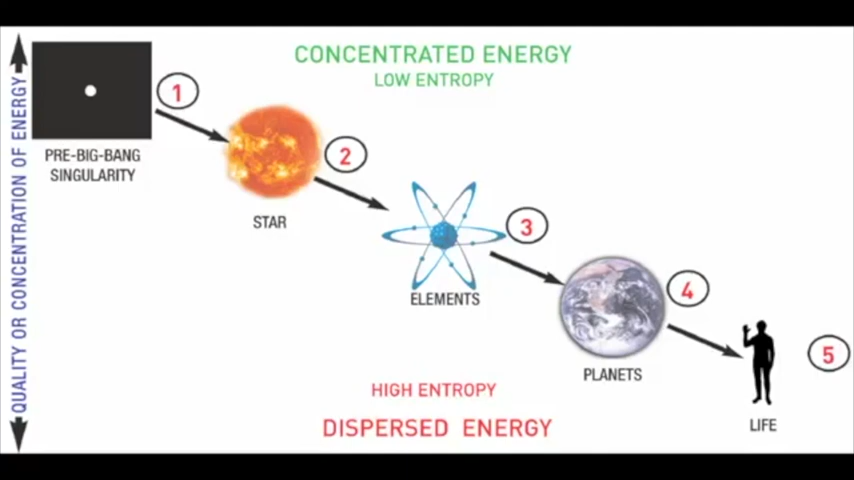 QUALITY OR CONCENTRATION OF ENERGY
CONCENTRATED ENERGY
LOW ENTROPY
1
PRE-BIG-BANG
SINGULARITY
2
STAR
3
ELEMENTS
4
PLANETS
5
LIFE
HIGH ENTROPY
DISPERSED ENERGY